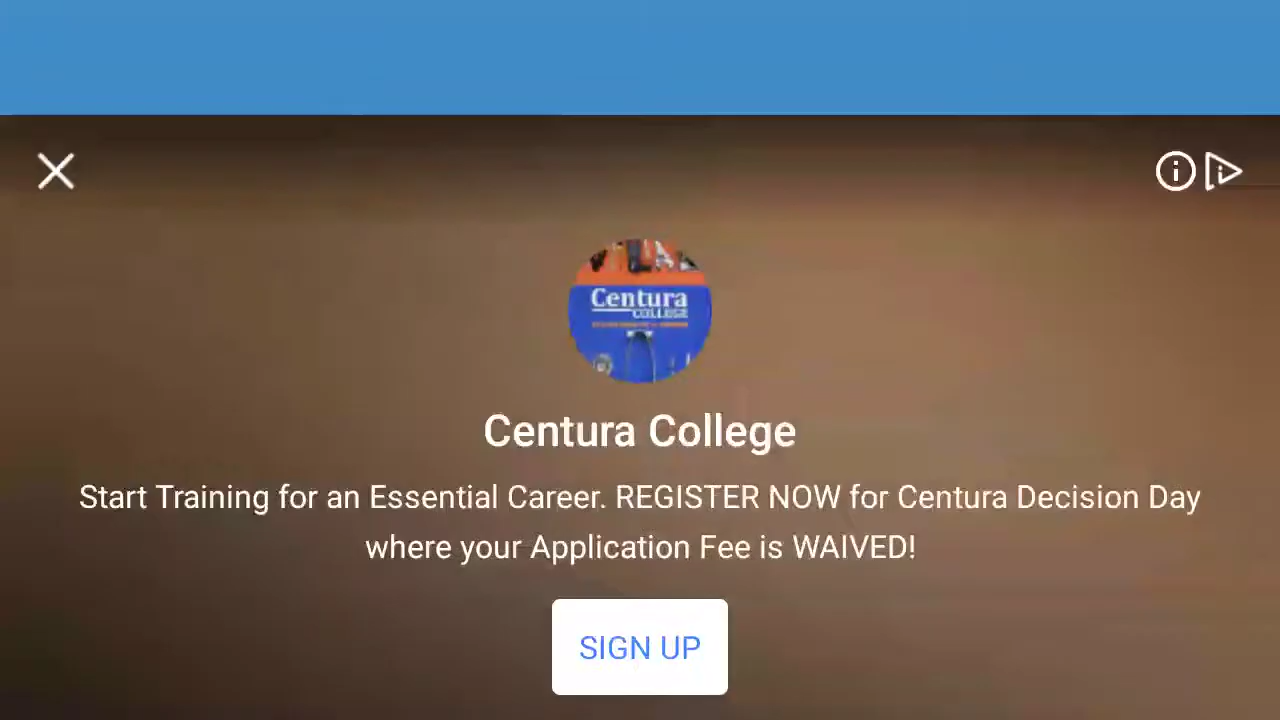 Centura
COLLEGE
Centura College
Start Training for an Essential Career. REGISTER NOW for Centura Decision Day
where your Application Fee is WAIVED!
SIGN UP